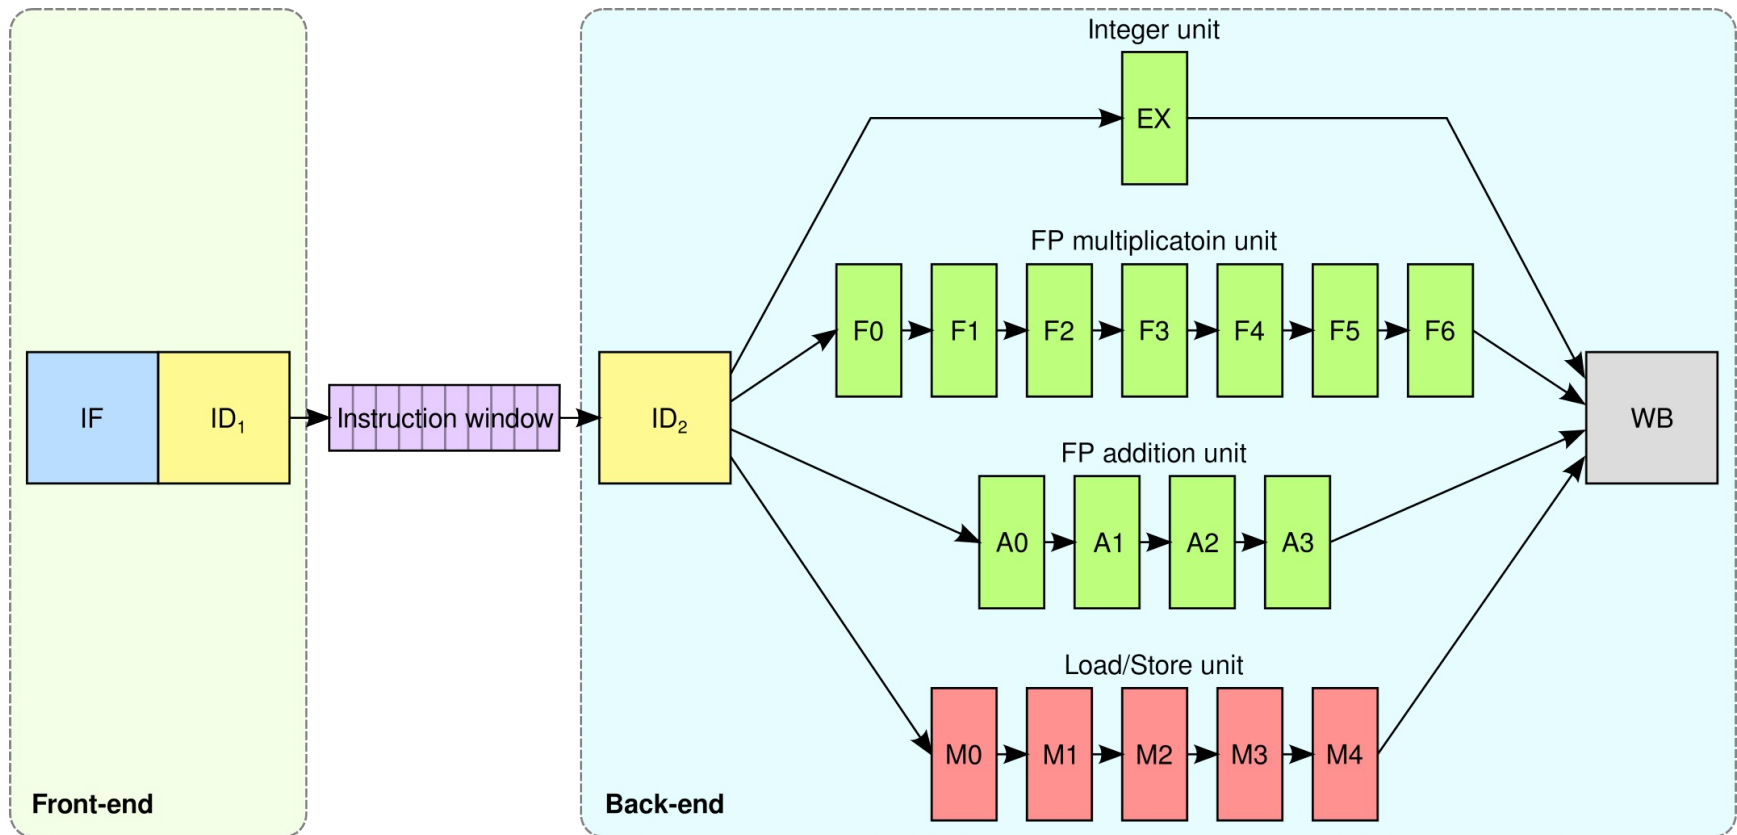 Integer unit
EX
FP multiplicatoin unit
F0 F1 F2 F3 F4 F5 F6
IF ID₁ Instruction window ID₂ WB
FP addition unit
A0 A1 A2 A3
Load/Store unit
M0 M1 M2 M3 M4
Front-end Back-end